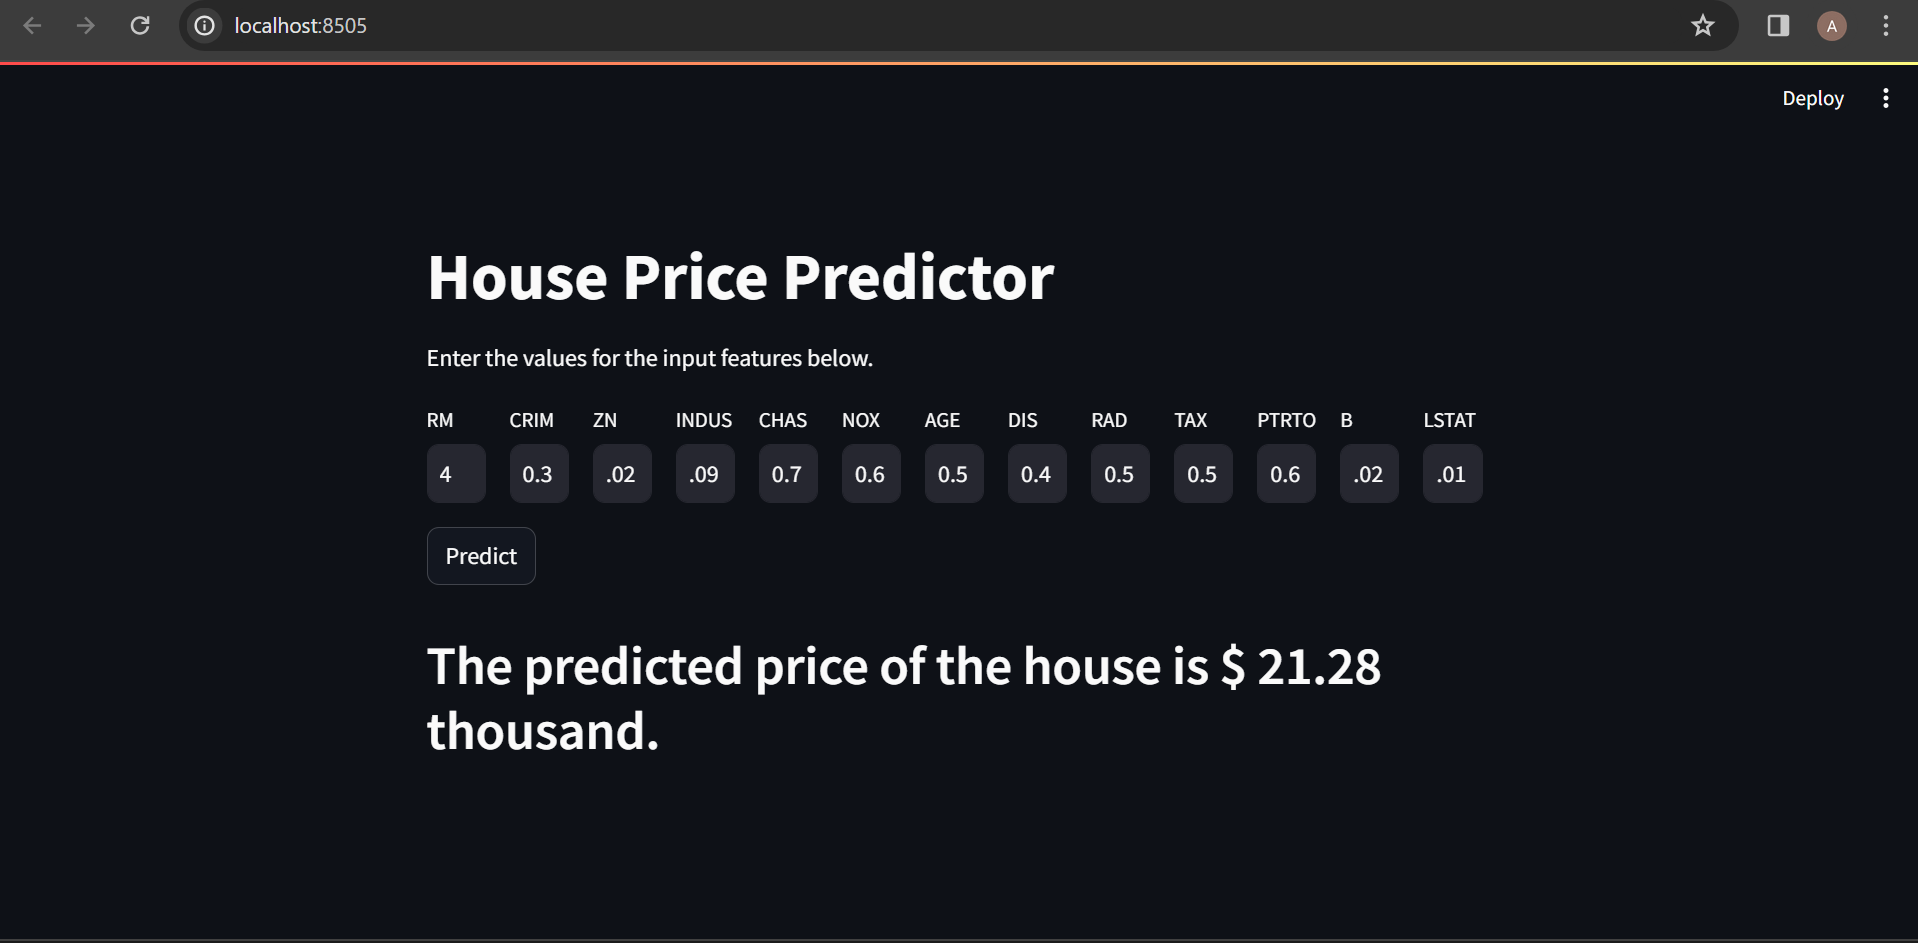 localhost:8505
A
Deploy
House Price Predictor
Enter the values for the input features below.
RM CRIM ZN INDUS CHAS NOX AGE DIS RAD TAX PTRTO B LSTAT
4 0.3 .02 .09 0.7 0.6 0.5 0.4 0.5 0.5 0.6 .02 .01
Predict
The predicted price of the house is $ 21.28
thousand.